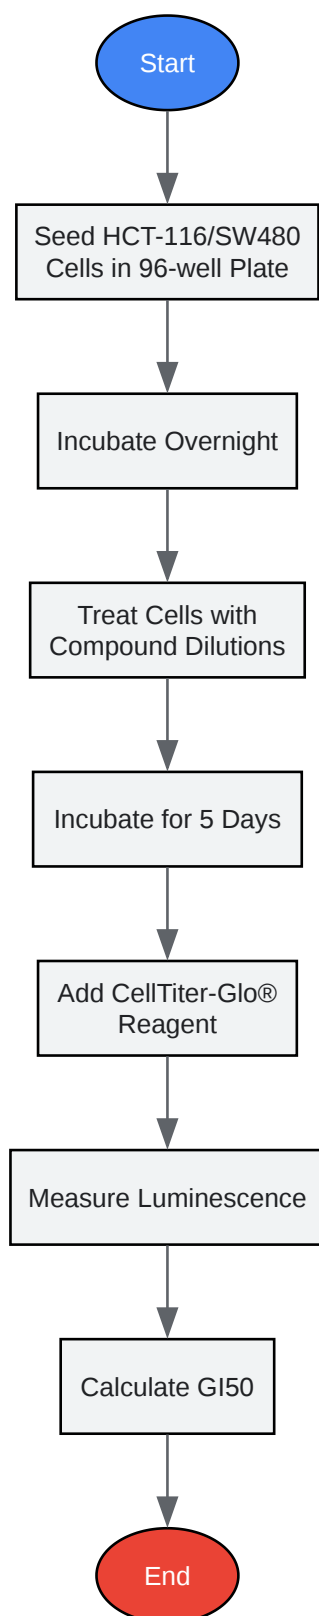 Start
Seed HCT-116/SW480
Cells in 96-well Plate
Incubate Overnight
Treat Cells with
Compound Dilutions
Incubate for 5 Days
Add CellTiter-Glo®
Reagent
Measure Luminescence
Calculate GI50
End